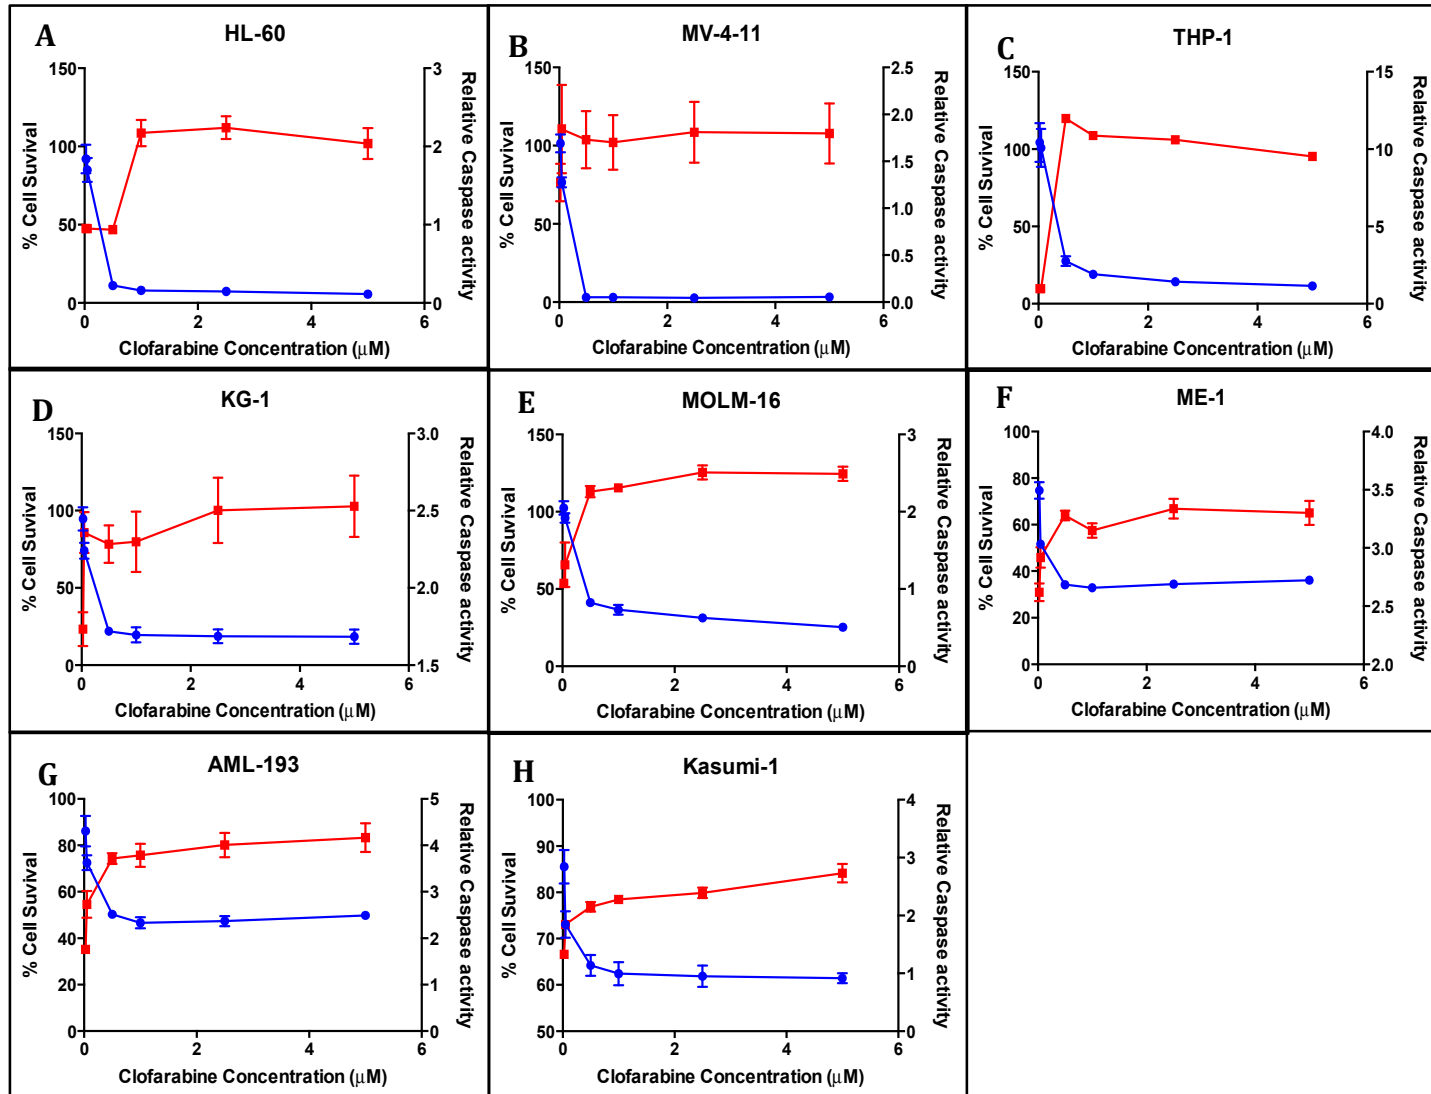 A
HL-60
150
100
50
0
3
2
1
0
% Cell Suvival
Relative Caspase activity
0 2 4 6
Clofarabine Concentration (μM)
B
MV-4-11
150
100
50
0
2.5
2.0
1.5
1.0
0.5
0.0
% Cell Survival
Relative Caspase activity
0 2 4 6
Clofarabine Concentration (μM)
C
THP-1
150
100
50
0
15
10
5
0
% Cell Survival
Relative Caspase activity
0 2 4 6
Clofarabine Concentration (μM)
D
KG-1
150
100
50
0
3.0
2.5
2.0
1.5
% Cell Survival
Relative Caspase activity
0 2 4 6
Clofarabine Concentration (μM)
E
MOLM-16
150
100
50
0
3
2
1
0
% Cell Survival
Relative Caspase activity
0 2 4 6
Clofarabine Concentration (μM)
F
ME-1
100
80
60
40
20
0
4.0
3.5
3.0
2.5
2.0
% Cell Survival
Relative Caspase activity
0 2 4 6
Clofarabine Concentration (μM)
G
AML-193
100
80
60
40
20
0
5
4
3
2
1
0
% Cell Survival
Relative Caspase activity
0 2 4 6
Clofarabine Concentration (μM)
H
Kasumi-1
100
90
80
70
60
50
4
3
2
1
0
% Cell Survival
Relative Caspase activity
0 2 4 6
Clofarabine Concentration (μM)